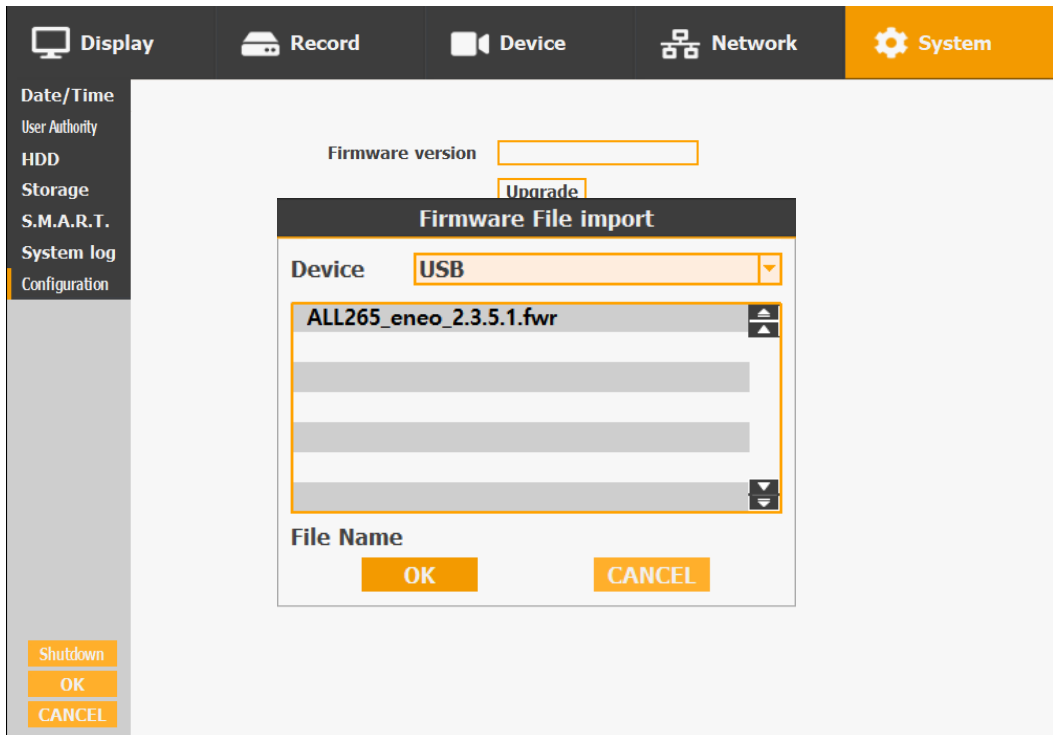 Display Record Device Network System
Date/Time
User Authority
HDD
Storage
S.M.A.R.T.
System log
Configuration
Firmware version
Upgrade
Firmware File import
Device USB
ALL265_eneo_2.3.5.1.fwr
File Name
OK CANCEL
Shutdown
OK
CANCEL